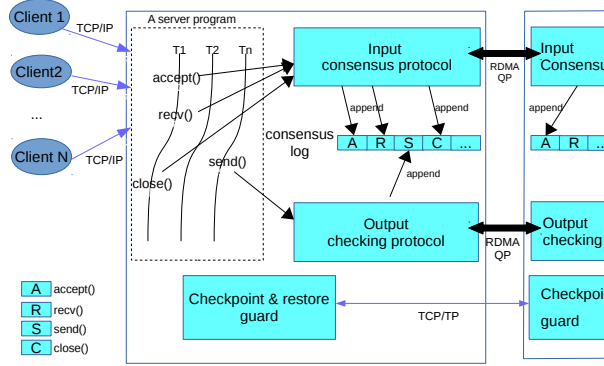 Client 1
TCP/IP
A server program
T1 T2 Tn
accept()
recv()
close()
send()
Client2
TCP/IP
...
Client N
TCP/IP
Input
consensus protocol
RDMA
QP
Input
Consensu
append
append
append
consensus
log
A R S C ...
A R ...
append
Output
checking protocol
RDMA
QP
Output
checking
Checkpoint & restore
guard
TCP/TP
Checkpoin
guard
A accept()
R recv()
S send()
C close()